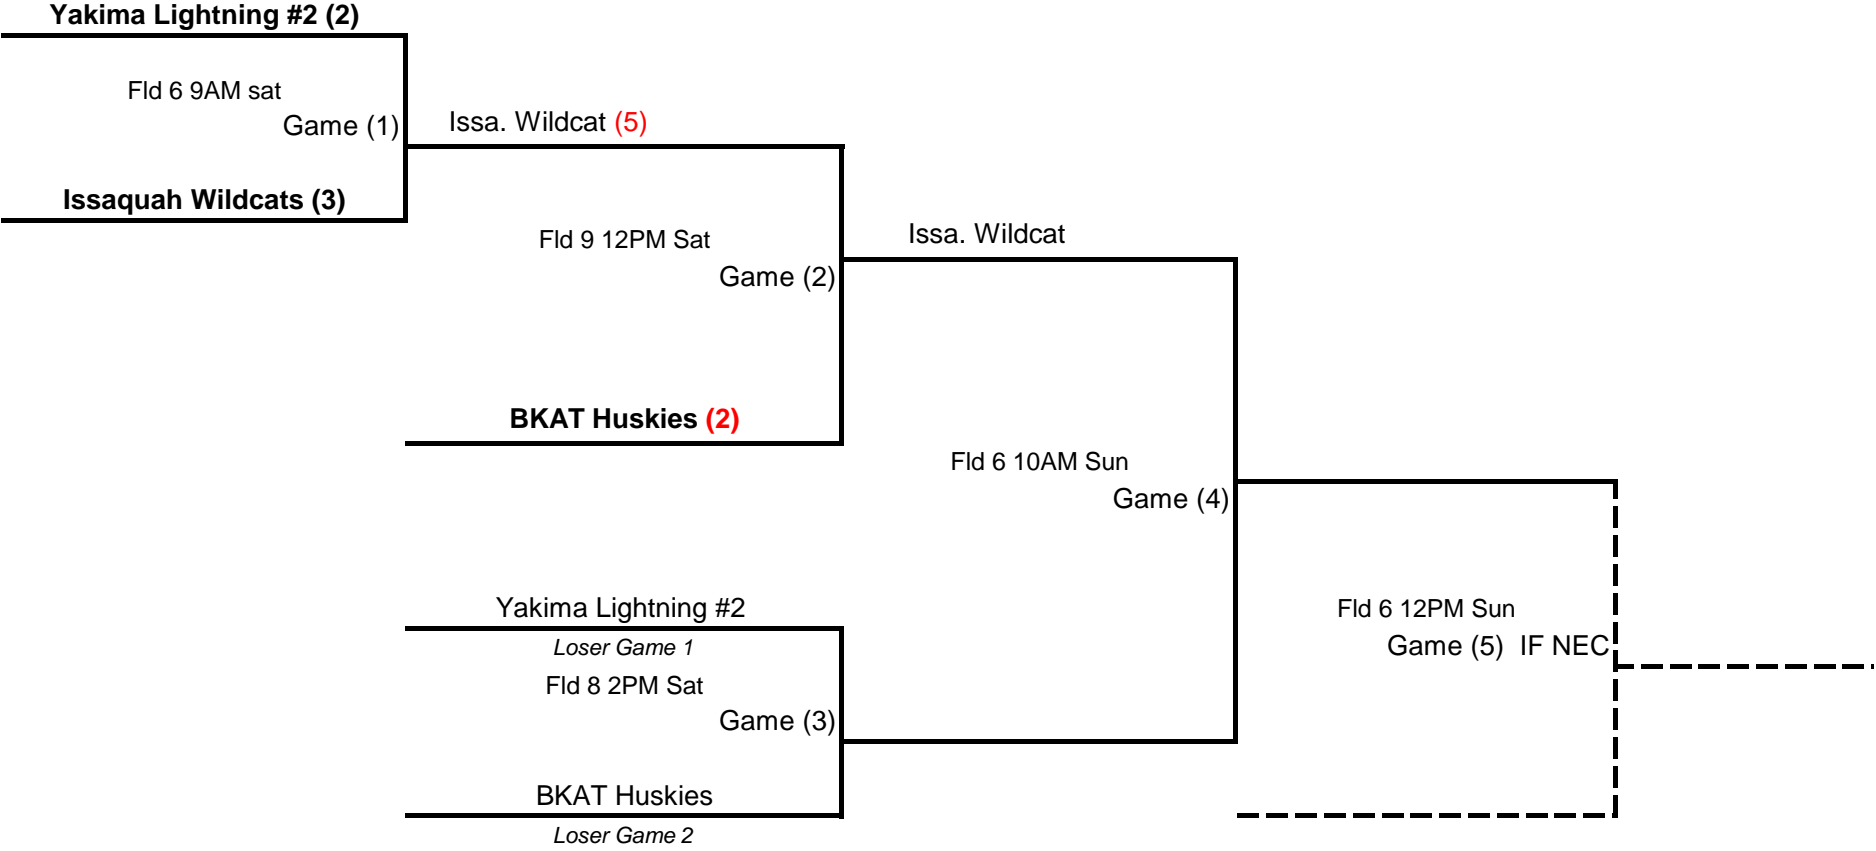 Yakima Lightning #2 (2)
Fld 6 9AM sat
Game (1)
Issa. Wildcat (5)
Issaquah Wildcats (3)
Fld 9 12PM Sat
Issa. Wildcat
Game (2)
BKAT Huskies (2)
Fld 6 10AM Sun
Game (4)
Yakima Lightning #2
Loser Game 1
Fld 8 2PM Sat
Game (3)
Fld 6 12PM Sun
Game (5) IF NEC
BKAT Huskies
Loser Game 2